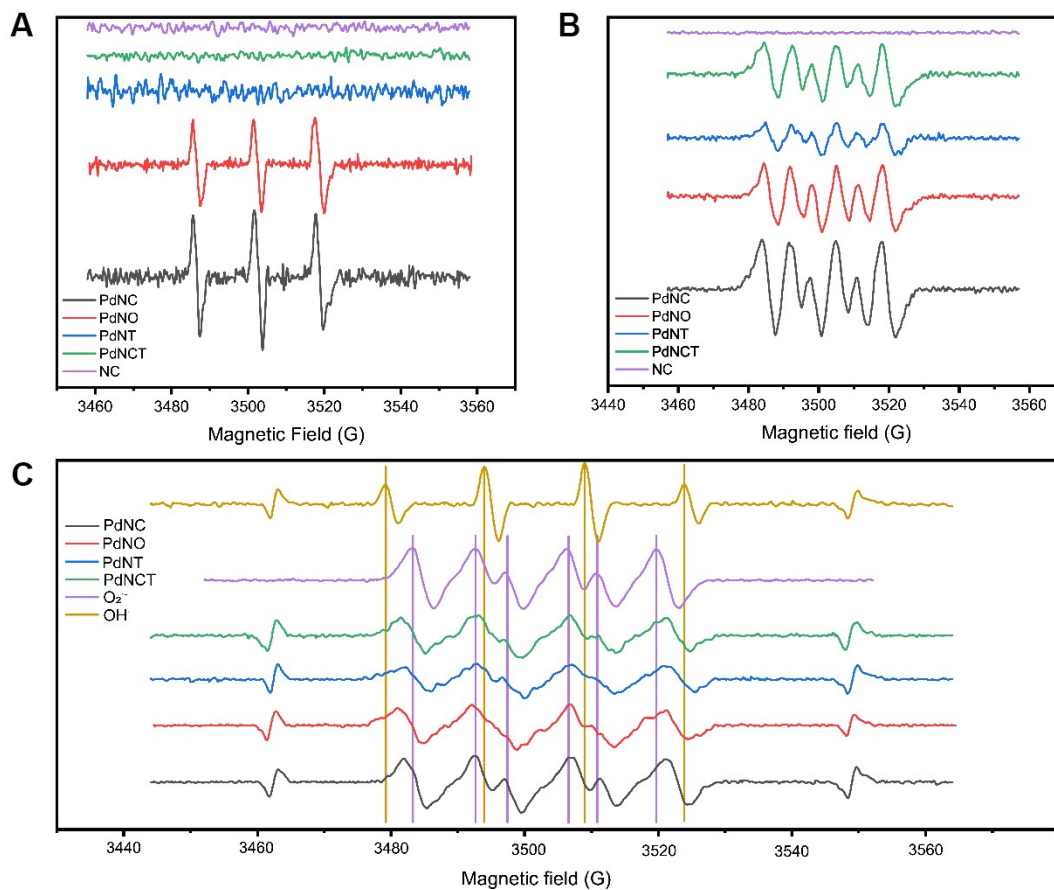 A
PdNC
PdNO
PdNT
PdNCT
NC
3460 3480 3500 3520 3540 3560
Magnetic Field (G)
B
PdNC
PdNO
PdNT
PdNCT
NC
3440 3460 3480 3500 3520 3540 3560
Magnetic field (G)
C
PdNC
PdNO
PdNT
PdNCT
O₂·⁻
OH
3440 3460 3480 3500 3520 3540 3560
Magnetic field (G)